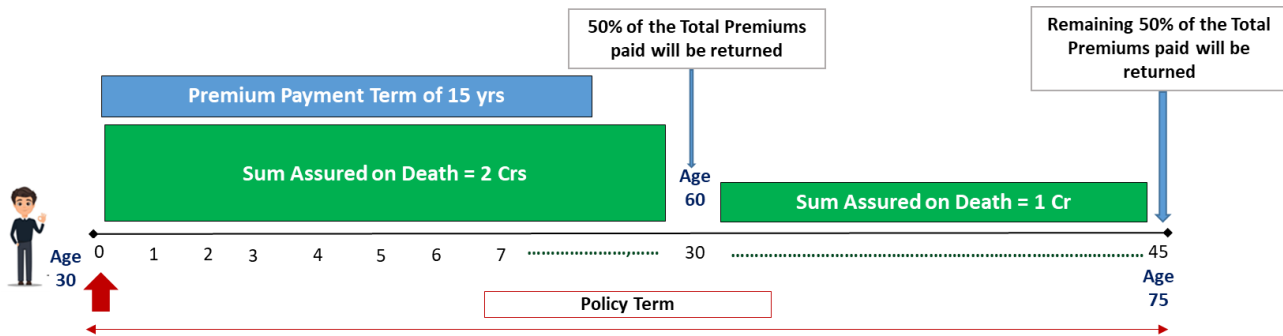 50% of the Total Premiums
paid will be returned
Remaining 50% of the Total
Premiums paid will be
returned
Premium Payment Term of 15 yrs
Sum Assured on Death = 2 Crs
Age
60
Sum Assured on Death = 1 Cr
Age
30
0 1 2 3 4 5 6 7 30 45
Age
75
Policy Term